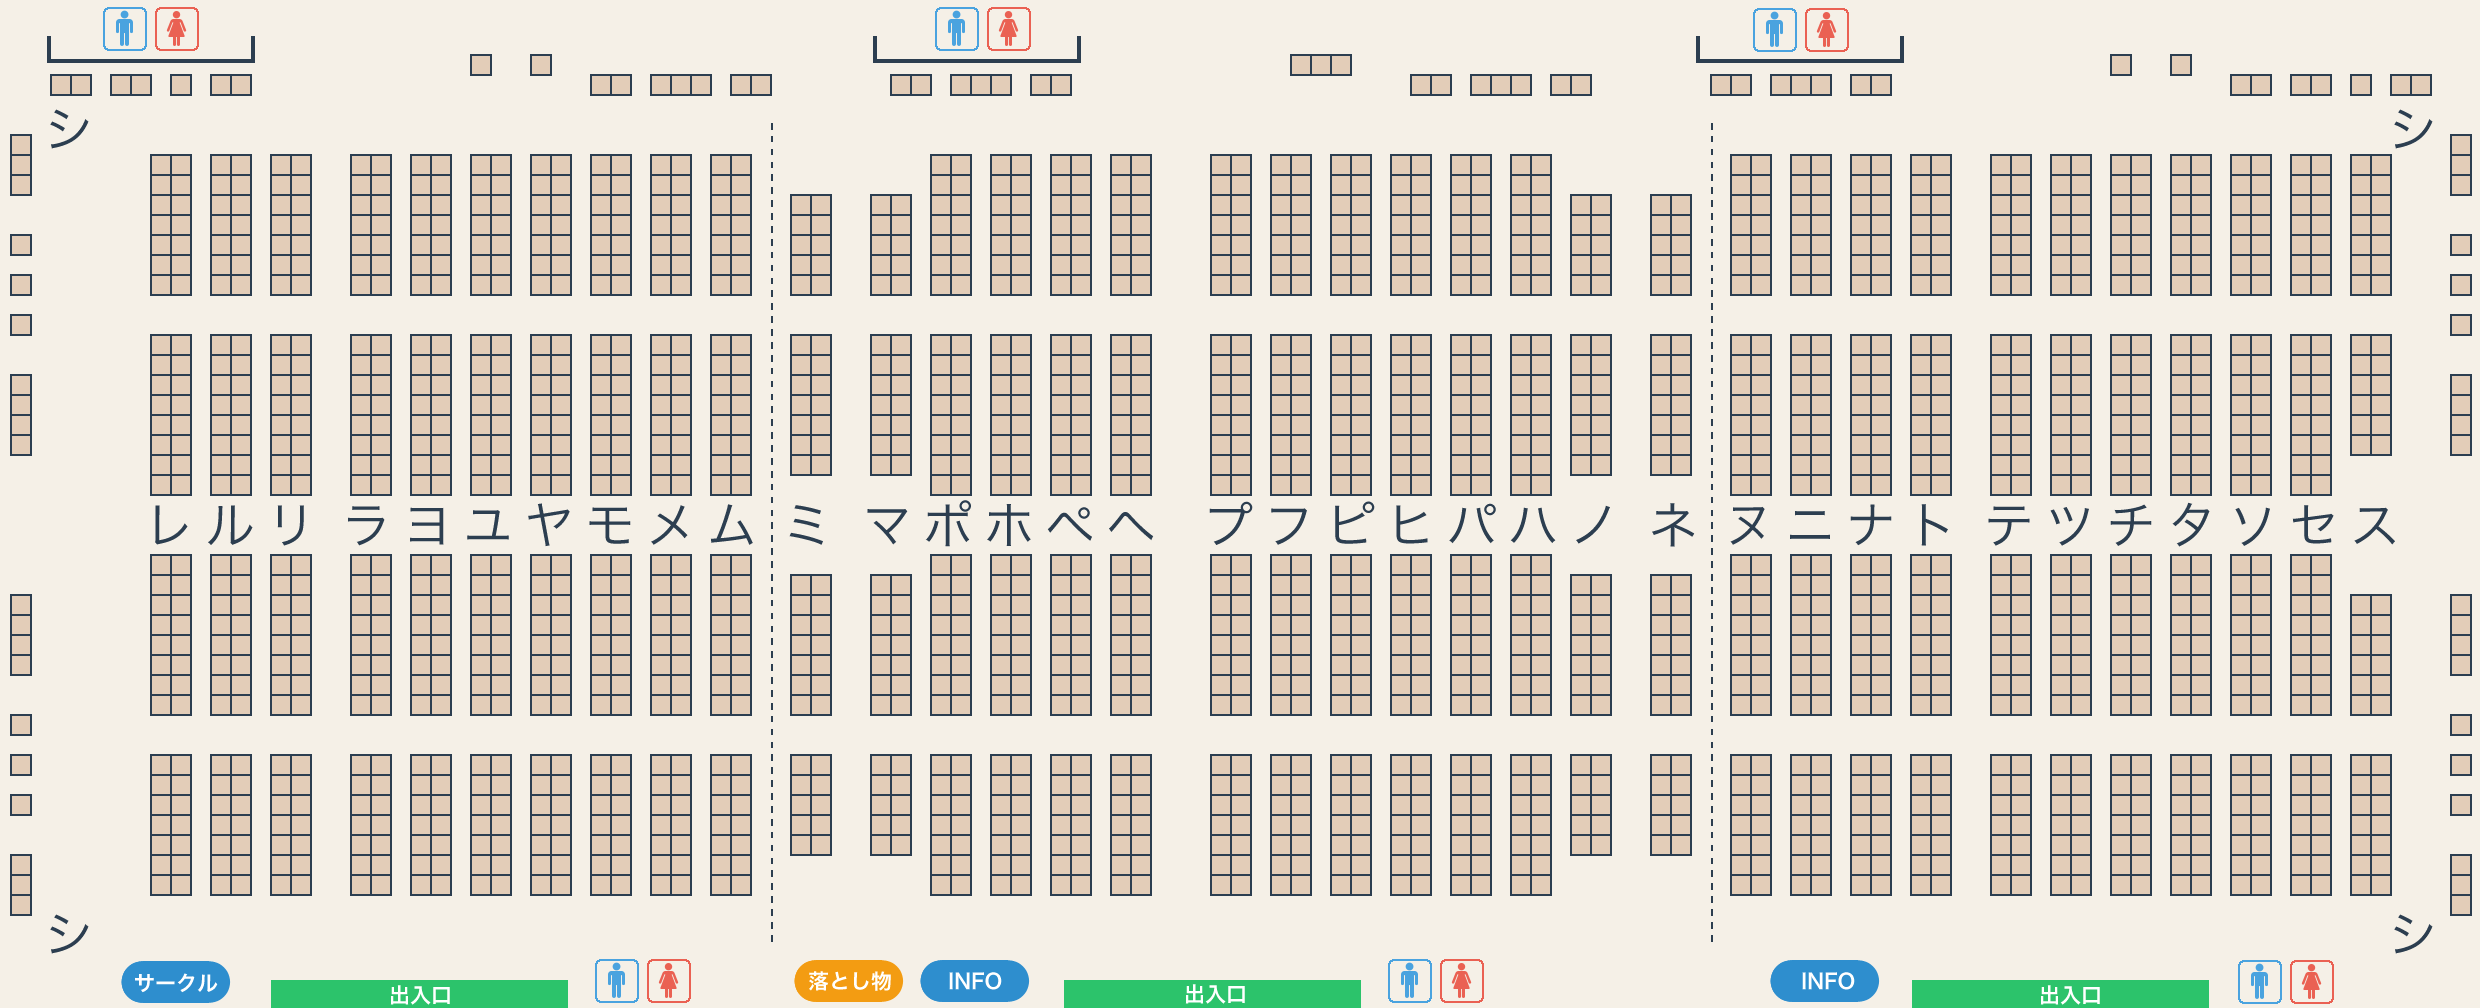 シ シ
レ ル リ ラ ヨ ユ ヤ モ メ ム ミ マ ポ ホ ペ ヘ プ フ ピ ヒ パ ハ ノ ネ ヌ ニ ナ ト テ ツ チ タ ソ セ ス
シ シ
サークル 出入口 落とし物 INFO 出入口 INFO 出入口